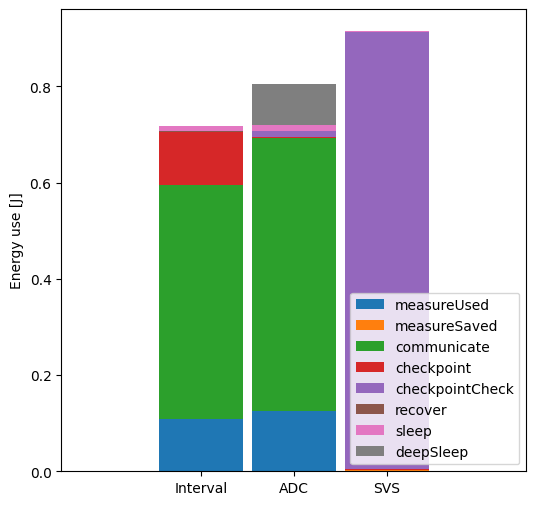 Energy use [J]
0.8
0.6
0.4
0.2
0.0
measureUsed
measureSaved
communicate
checkpoint
checkpointCheck
recover
sleep
deepSleep
Interval ADC SVS